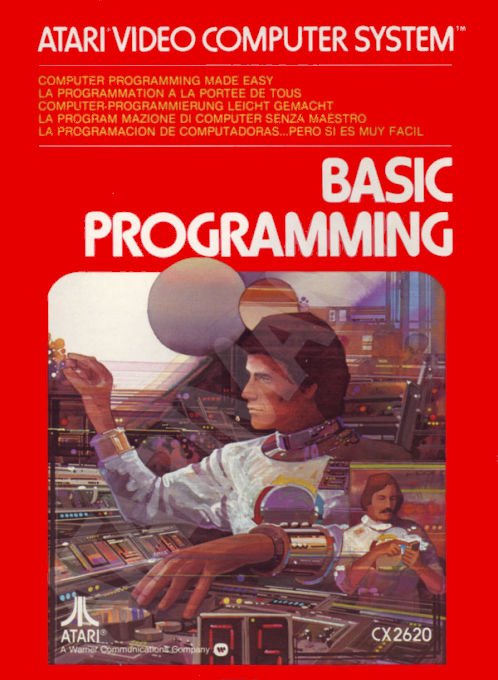 ATARI® VIDEO COMPUTER SYSTEM™
COMPUTER PROGRAMMING MADE EASY
LA PROGRAMMATION A LA PORTEE DE TOUS
COMPUTER-PROGRAMMIERUNG LEICHT GEMACHT
LA PROGRAM MAZIONE DI COMPUTER SENZA MAESTRO
LA PROGRAMACION DE COMPUTADORAS...PERO SI ES MUY FACIL
BASIC
PROGRAMMING
ATARI®
A Warner Communications Company
CX2620